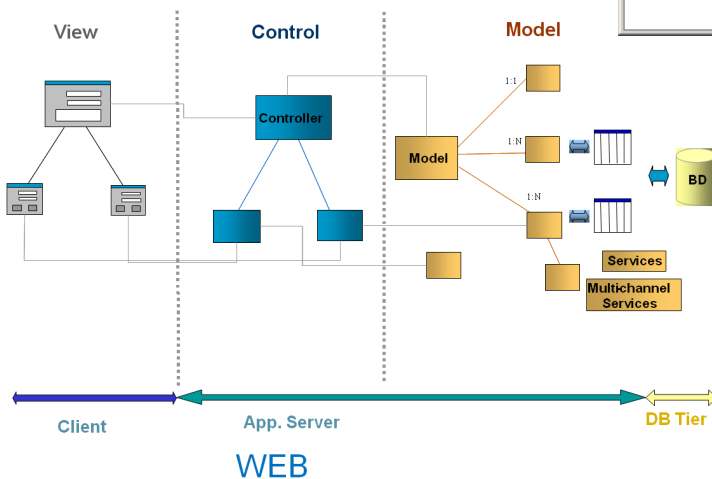 View
Control
Model
1:1
Controller
1:N
Model
BD
1:N
Services
Multichannel
Services
Client
App. Server
DB Tier
WEB